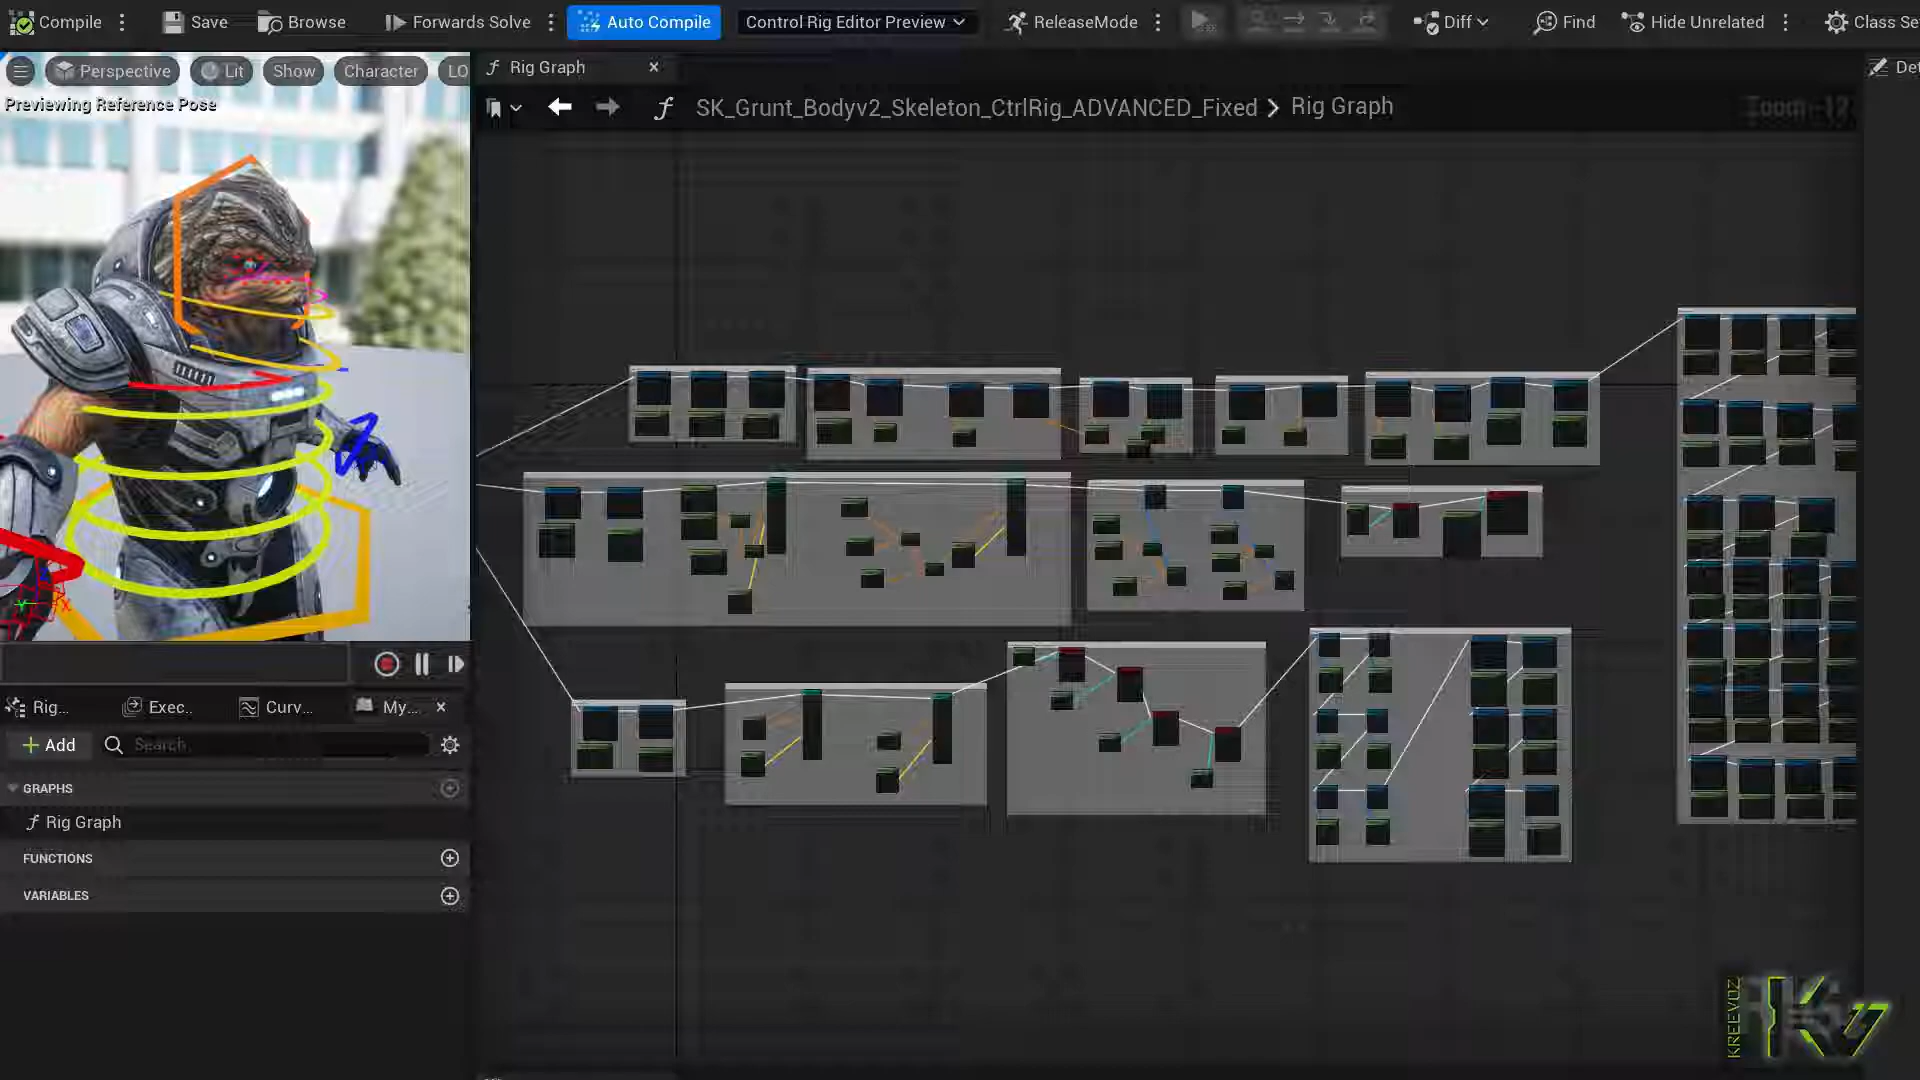 Compile
Save
Browse
Forwards Solve
Auto Compile
Control Rig Editor Preview
ReleaseMode
Diff
Find
Hide Unrelated
Class Se
Perspective
Lit
Show
Character
LO
Previewing Reference Pose
Rig Graph
Det
SK_Grunt_Bodyv2_Skeleton_CtrlRig_ADVANCED_Fixed > Rig Graph
Zoom -12
Y
X
Rig...
Exec..
Curv...
My...
Add
Search
GRAPHS
Rig Graph
FUNCTIONS
VARIABLES
KREEVOZ